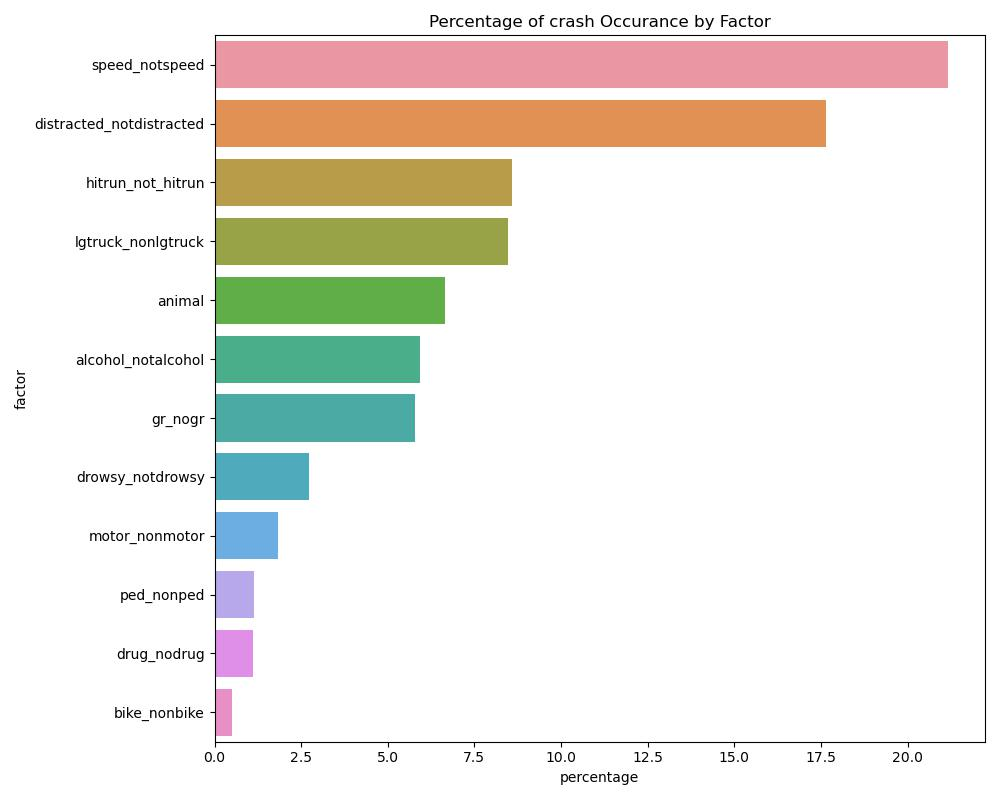 Percentage of crash Occurance by Factor
speed_notspeed
distracted_notdistracted
hitrun_not_hitrun
lgtruck_nonlgtruck
animal
alcohol_notalcohol
gr_nogr
drowsy_notdrowsy
motor_nonmotor
ped_nonped
drug_nodrug
bike_nonbike
factor
0.0 2.5 5.0 7.5 10.0 12.5 15.0 17.5 20.0
percentage